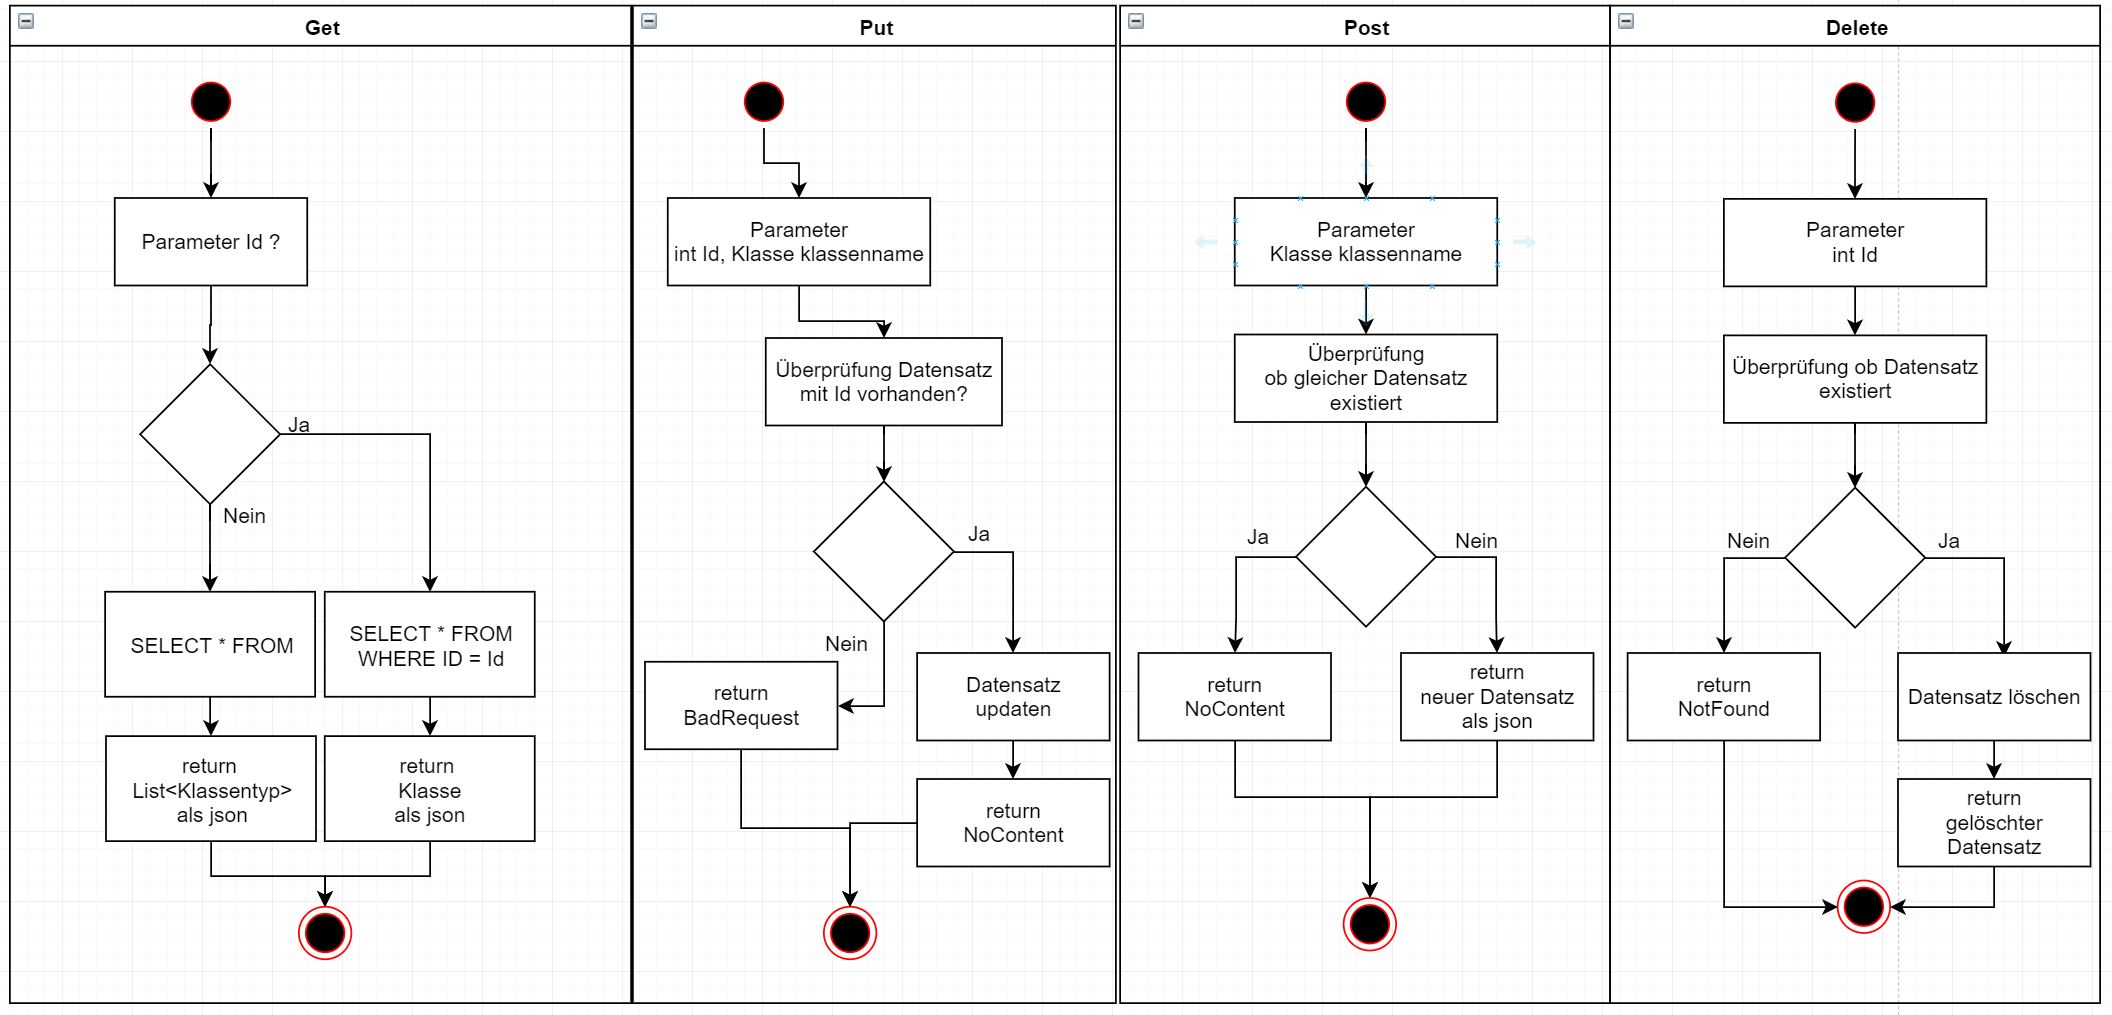 Get
Parameter Id ?
Ja
Nein
SELECT * FROM
SELECT * FROM
WHERE ID = Id
return
List<Klassentyp>
als json
return
Klasse
als json
Put
Parameter
int Id, Klasse klassenname
Überprüfung Datensatz
mit Id vorhanden?
Ja
Nein
return
BadRequest
Datensatz
updaten
return
NoContent
Post
Parameter
Klasse klassenname
Überprüfung
ob gleicher Datensatz
existiert
Ja
Nein
return
NoContent
return
neuer Datensatz
als json
Delete
Parameter
int Id
Überprüfung ob Datensatz
existiert
Nein
Ja
return
NotFound
Datensatz löschen
return
gelöschter
Datensatz